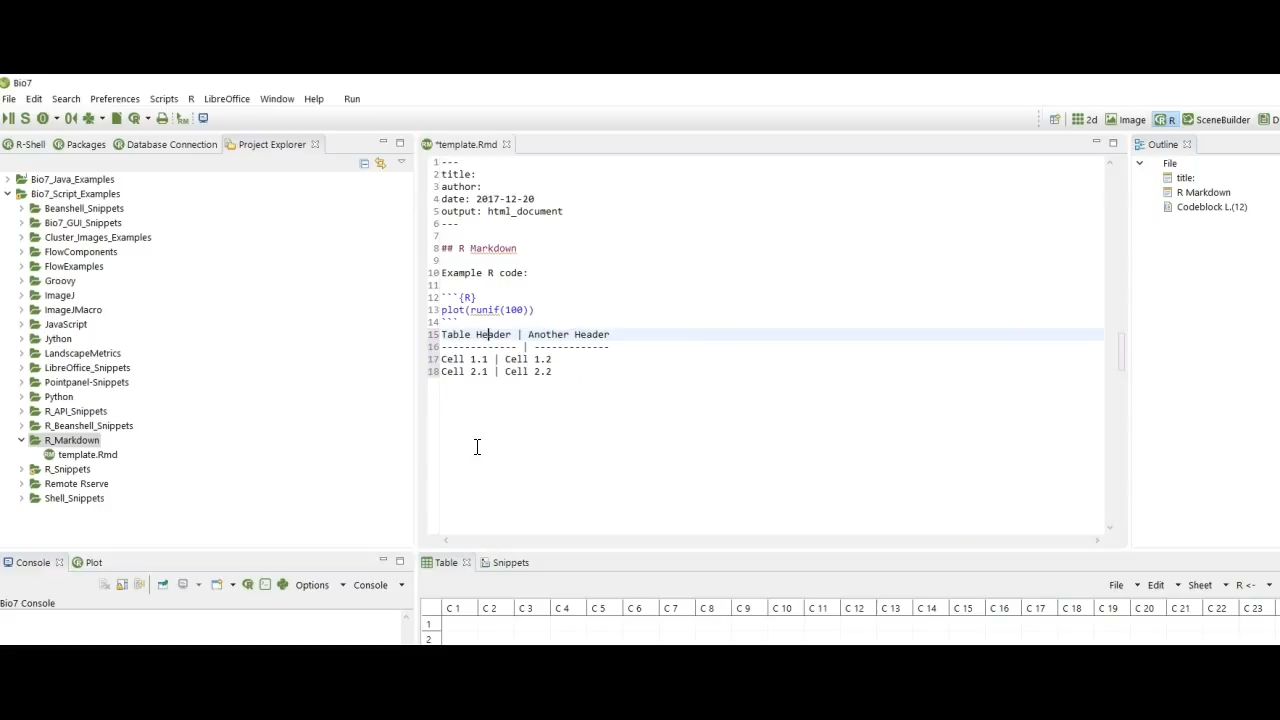 Bio7
File Edit Search Preferences Scripts R LibreOffice Window Help Run
2d Image R SceneBuilder D
R-Shell Packages Database Connection Project Explorer
Bio7_Java_Examples
Bio7_Script_Examples
Beanshell_Snippets
Bio7_GUI_Snippets
Cluster_Images_Examples
FlowComponents
FlowExamples
Groovy
ImageJ
ImageJMacro
JavaScript
Jython
LandscapeMetrics
LibreOffice_Snippets
Pointpanel-Snippets
Python
R_API_Snippets
R_Beanshell_Snippets
R_Markdown
template.Rmd
R_Snippets
Remote Rserve
Shell_Snippets
*template.Rmd
1 ---
2 title:
3 author:
4 date: 2017-12-20
5 output: html_document
6 ---
7
8 ## R Markdown
9
10 Example R code:
11
12 ```{R}
13 plot(runif(100))
14 ```
15 Table Header | Another Header
16 ------------- | -------------
17 Cell 1.1 | Cell 1.2
18 Cell 2.1 | Cell 2.2
Outline
File
title:
R Markdown
Codeblock L.(12)
Console Plot
Options Console
Bio7 Console
Table Snippets
File Edit Sheet R <-
C 1 C 2 C 3 C 4 C 5 C 6 C 7 C 8 C 9 C 10 C 11 C 12 C 13 C 14 C 15 C 16 C 17 C 18 C 19 C 20 C 21 C 22 C 23
1
2